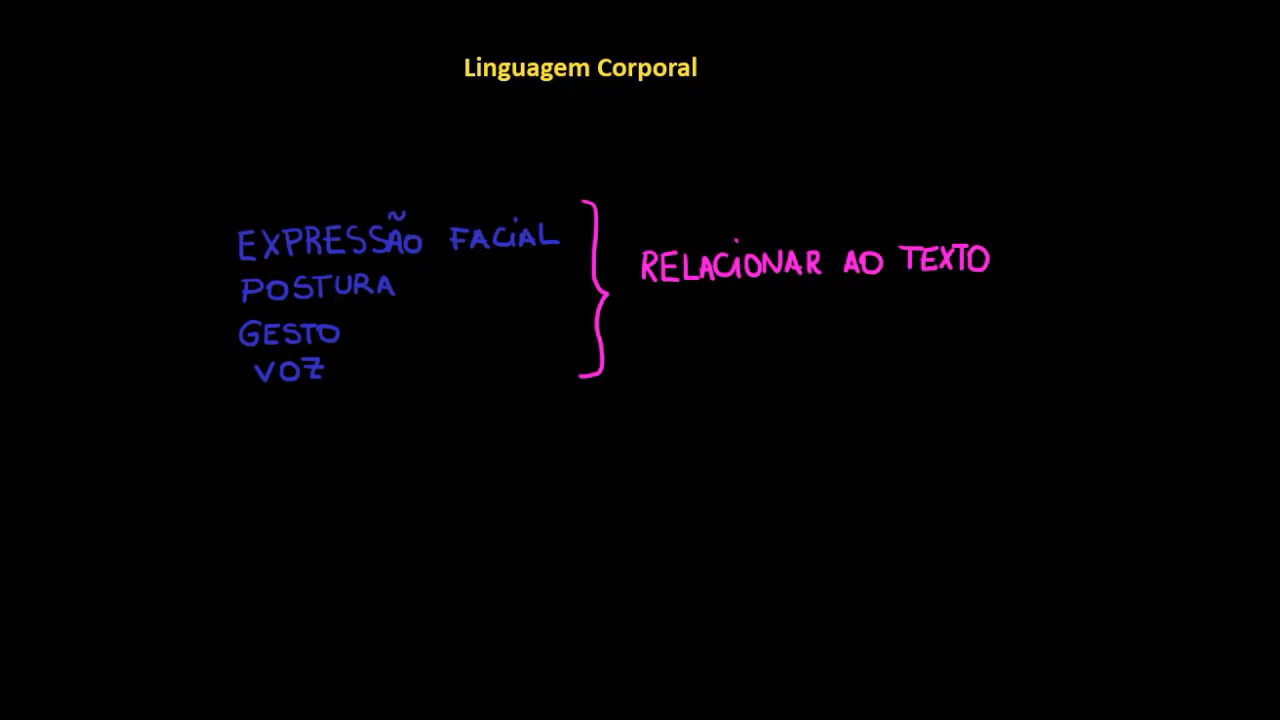 Linguagem Corporal
EXPRESSÃO FACIAL
POSTURA
GESTO
VOZ
RELACIONAR AO TEXTO